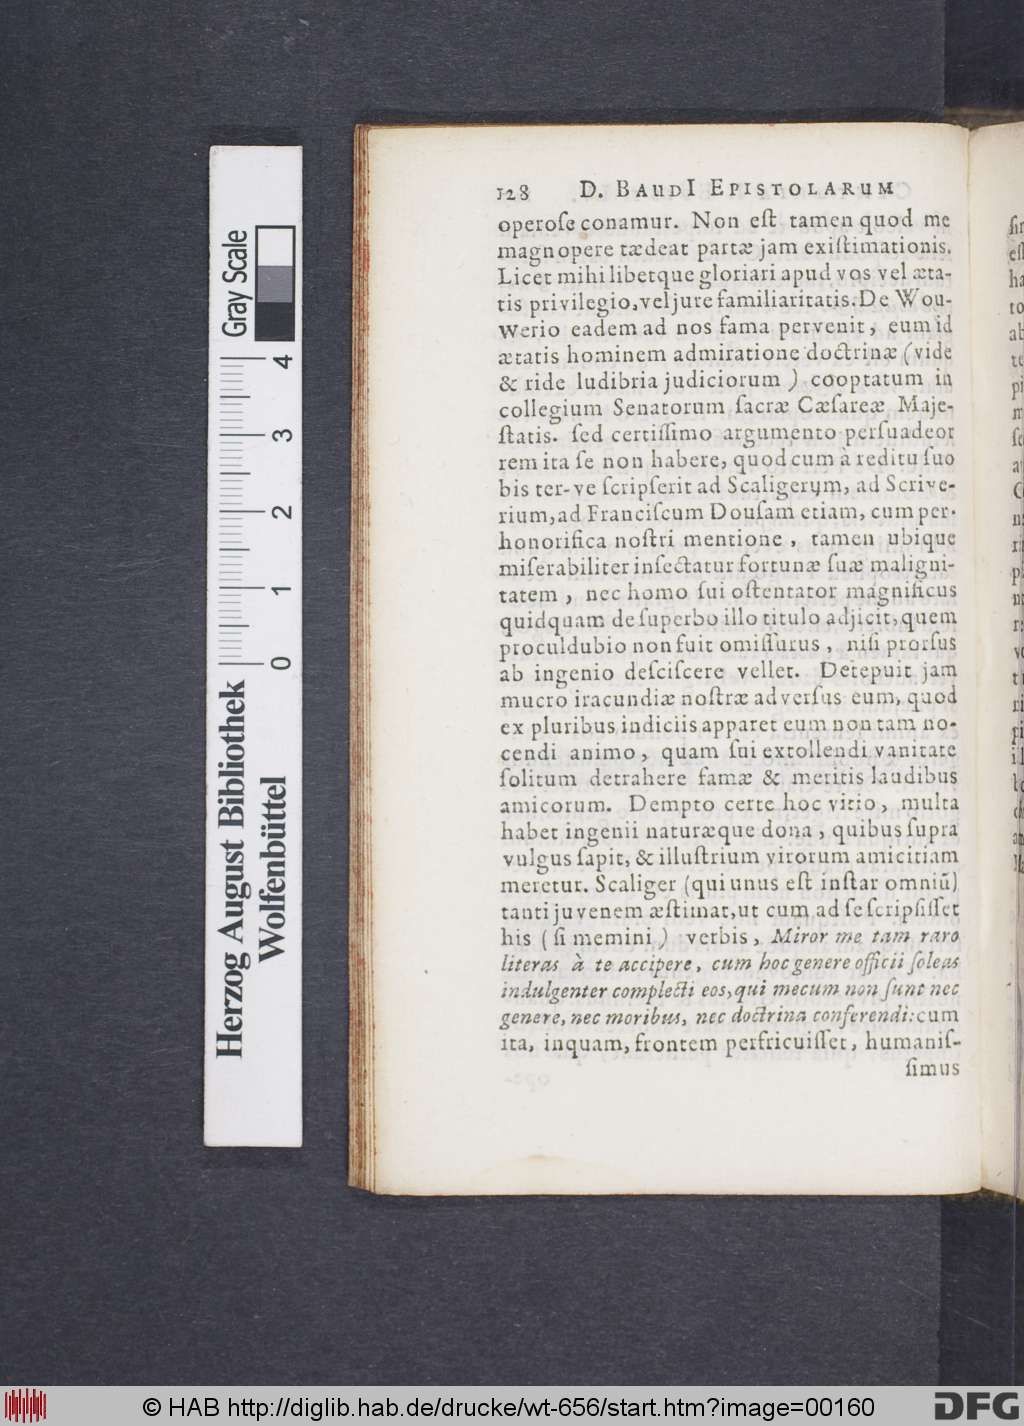 128 D. BAUDI EPISTOLARUM
operoſe conamur. Non eſt tamen quod me
magnopere tædeat partæ jam exiſtimationis.
Licet mihi libetque gloriari apud vos vel æta-
tis privilegio, vel jure familiaritatis. De Wou-
werio eadem ad nos fama pervenit, eum id
ætatis hominem admiratione doctrinæ (vide
& ride ludibria judiciorum) cooptatum in
collegium Senatorum ſacræ Cæſareæ Maje-
ſtatis. ſed certiſſimo argumento perſuadeor
rem ita ſe non habere, quod cum à reditu ſuo
bis ter-ve ſcripſerit ad Scaligerum, ad Scrive-
rium, ad Franciſcum Douſam etiam, cum per-
honorifica noſtri mentione, tamen ubique
miſerabiliter inſectatur fortunæ ſuæ maligni-
tatem, nec homo ſui oſtentator magnificus
quidquam de ſuperbo illo titulo adjicit, quem
proculdubio non fuit omiſſurus, niſi prorſus
ab ingenio deſciſcere vellet. Detepuit jam
mucro iracundiæ noſtræ adverſus eum, quod
ex pluribus indiciis apparet eum non tam no-
cendi animo, quam ſui extollendi vanitate
ſolitum detrahere famæ & meritis laudibus
amicorum. Dempto certe hoc vitio, multa
habet ingenii naturæque dona, quibus ſupra
vulgus ſapit, & illuſtrium virorum amicitiam
meretur. Scaliger (qui unus eſt inſtar omniũ)
tanti juvenem æſtimat, ut cum ad ſe ſcripſiſſet
his (ſi memini) verbis, Miror me tam raro
literas à te accipere, cum hoc genere officii ſoleas
indulgenter complecti eos, qui mecum non ſunt nec
genere, nec moribus, nec doctrina conferendi: cum
ita, inquam, frontem perfricuiſſet, humaniſ-
ſimus
Herzog August Bibliothek
Wolfenbüttel
Gray Scale
0 1 2 3 4
© HAB http://diglib.hab.de/drucke/wt-656/start.htm?image=00160
DFG